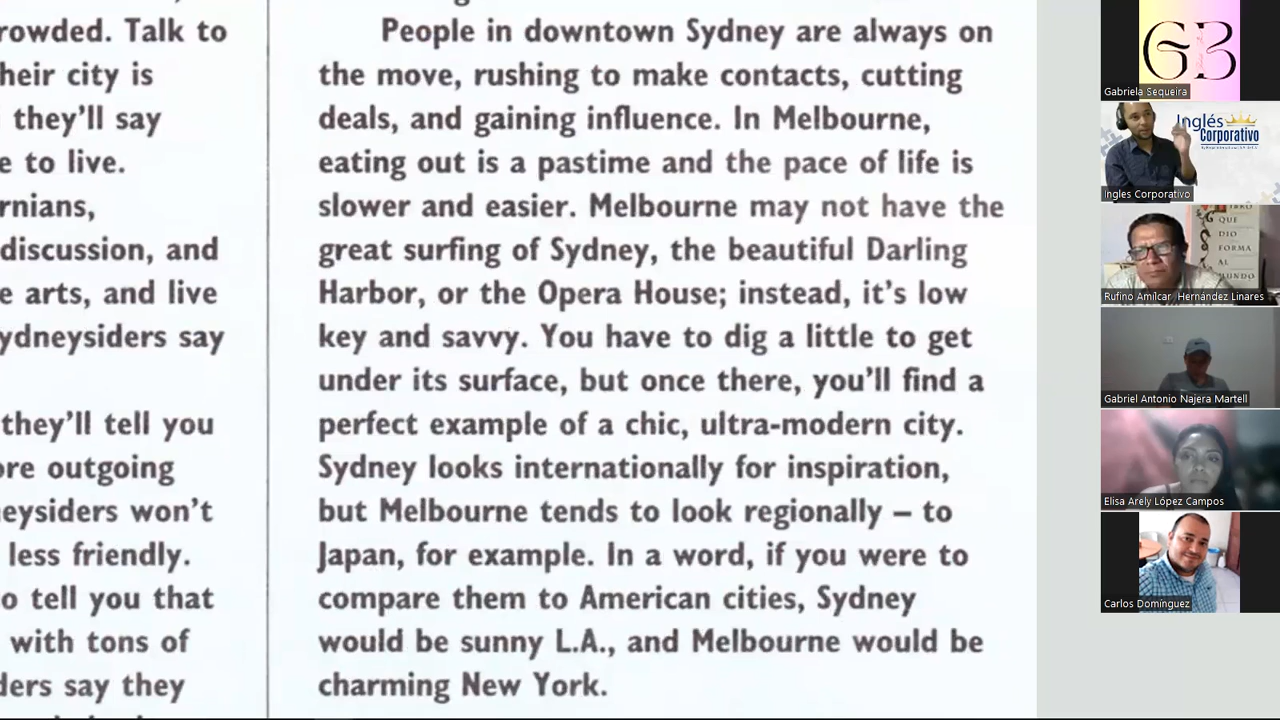 rowded. Talk to
heir city is
they'll say
e to live.
rnians,
discussion, and
e arts, and live
ydneysiders say
they'll tell you
ore outgoing
neysiders won't
less friendly.
o tell you that
with tons of
ders say they
People in downtown Sydney are always on
the move, rushing to make contacts, cutting
deals, and gaining influence. In Melbourne,
eating out is a pastime and the pace of life is
slower and easier. Melbourne may not have the
great surfing of Sydney, the beautiful Darling
Harbor, or the Opera House; instead, it's low
key and savvy. You have to dig a little to get
under its surface, but once there, you'll find a
perfect example of a chic, ultra-modern city.
Sydney looks internationally for inspiration,
but Melbourne tends to look regionally – to
Japan, for example. In a word, if you were to
compare them to American cities, Sydney
would be sunny L.A., and Melbourne would be
charming New York.
GB
Gabriela Sequeira
Inglés
Corporativo
Ingles Corporativo
LIBRO
QUE
DIO
FORMA
AL
MUNDO
Rufino Amílcar Hernández Linares
Gabriel Antonio Najera Martell
Elisa Arely López Campos
Carlos Domínguez